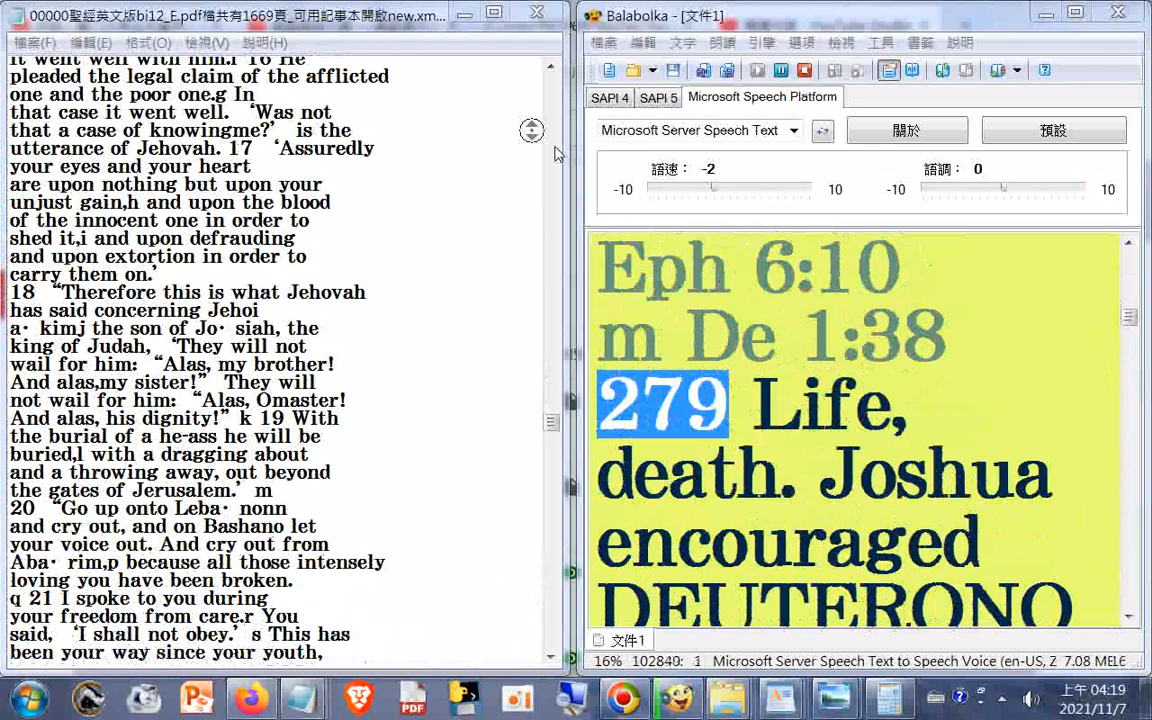 00000聖經英文版bi12_E.pdf檔共有1669頁_可用記事本開啟new.xm...
檔案(F) 編輯(E) 格式(O) 檢視(V) 說明(H)
it went well with him.f 16 He
pleaded the legal claim of the afflicted
one and the poor one.g In
that case it went well. ‘Was not
that a case of knowingme?’ is the
utterance of Jehovah. 17 ‘Assuredly
your eyes and your heart
are upon nothing but upon your
unjust gain,h and upon the blood
of the innocent one in order to
shed it,i and upon defrauding
and upon extortion in order to
carry them on.’
18 “Therefore this is what Jehovah
has said concerning Jehoi
a· kimj the son of Jo· siah, the
king of Judah, ‘They will not
wail for him: “Alas, my brother!
And alas,my sister!” They will
not wail for him: “Alas, Omaster!
And alas, his dignity!” k 19 With
the burial of a he-ass he will be
buried,l with a dragging about
and a throwing away, out beyond
the gates of Jerusalem.’ m
20 “Go up onto Leba· nonn
and cry out, and on Bashano let
your voice out. And cry out from
Aba· rim,p because all those intensely
loving you have been broken.
q 21 I spoke to you during
your freedom from care.r You
said, ‘I shall not obey.’ s This has
been your way since your youth,
Balabolka - [文件1]
檔案 編輯 文字 朗讀 引擎 選項 檢視 工具 書籤 說明
SAPI 4 SAPI 5 Microsoft Speech Platform
Microsoft Server Speech Text 關於 預設
語速: -2 語調: 0
-10 10 -10 10
Eph 6:10
m De 1:38
279 Life,
death. Joshua
encouraged
DEUTERONO
文件1
16% 102849: 1 Microsoft Server Speech Text to Speech Voice (en-US, Z 7.08 МБ
PDF
上午 04:19
2021/11/7